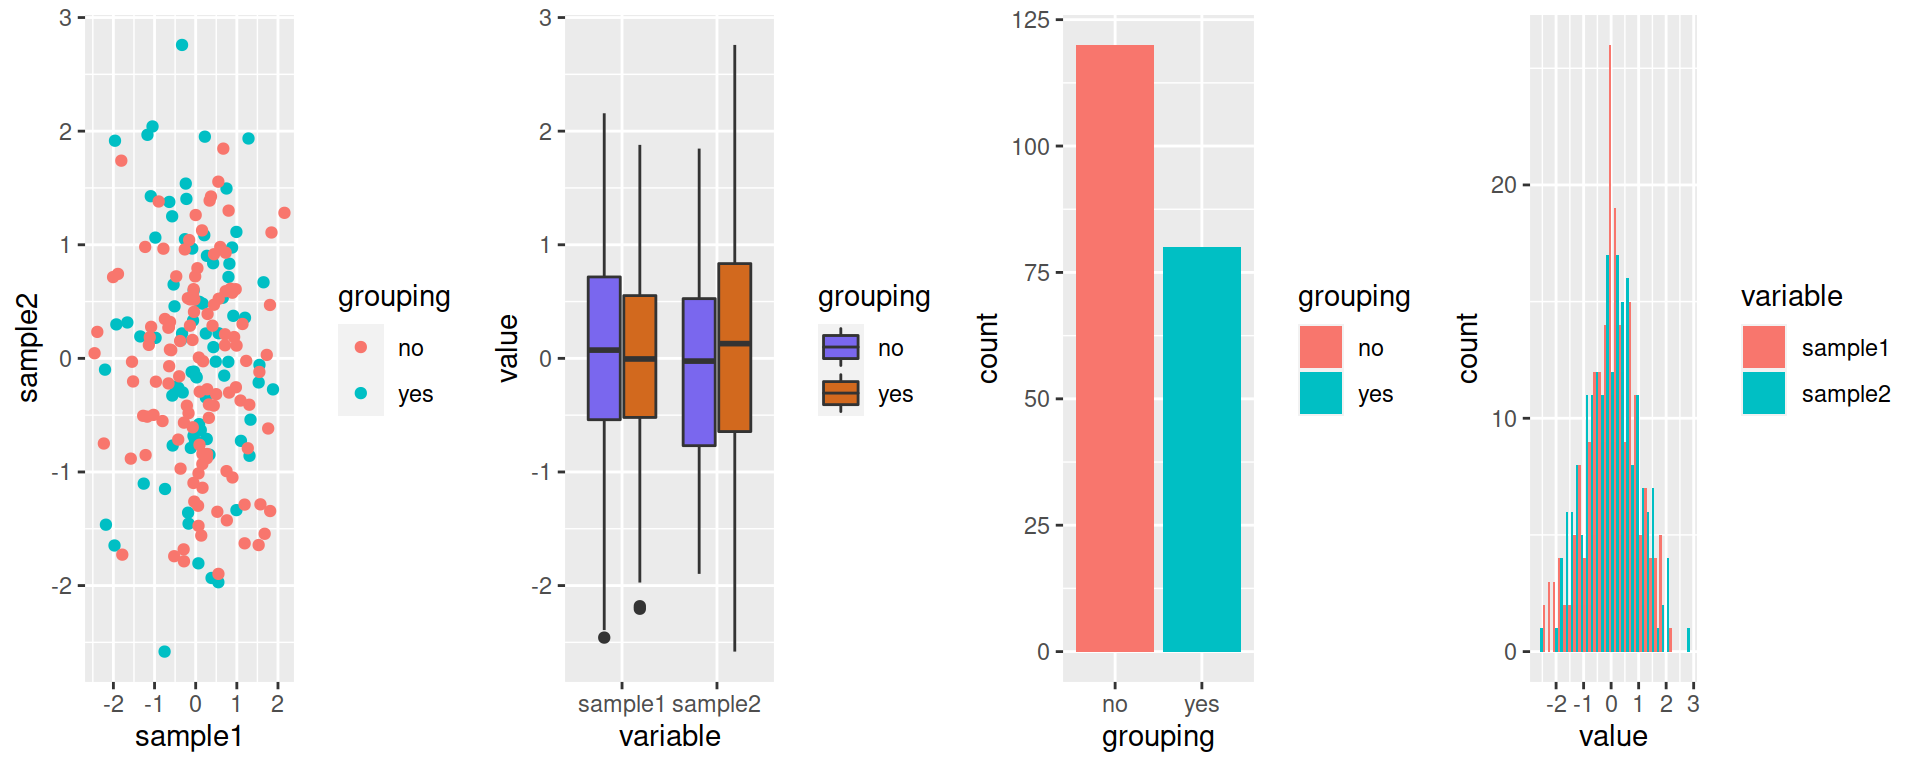 3
2
1
0
-1
-2
sample2
-2 -1 0 1 2
sample1
grouping
no
yes
3
2
1
0
-1
-2
value
sample1 sample2
variable
grouping
no
yes
125
100
75
50
25
0
count
no yes
grouping
grouping
no
yes
20
10
0
count
-2 -1 0 1 2 3
value
variable
sample1
sample2